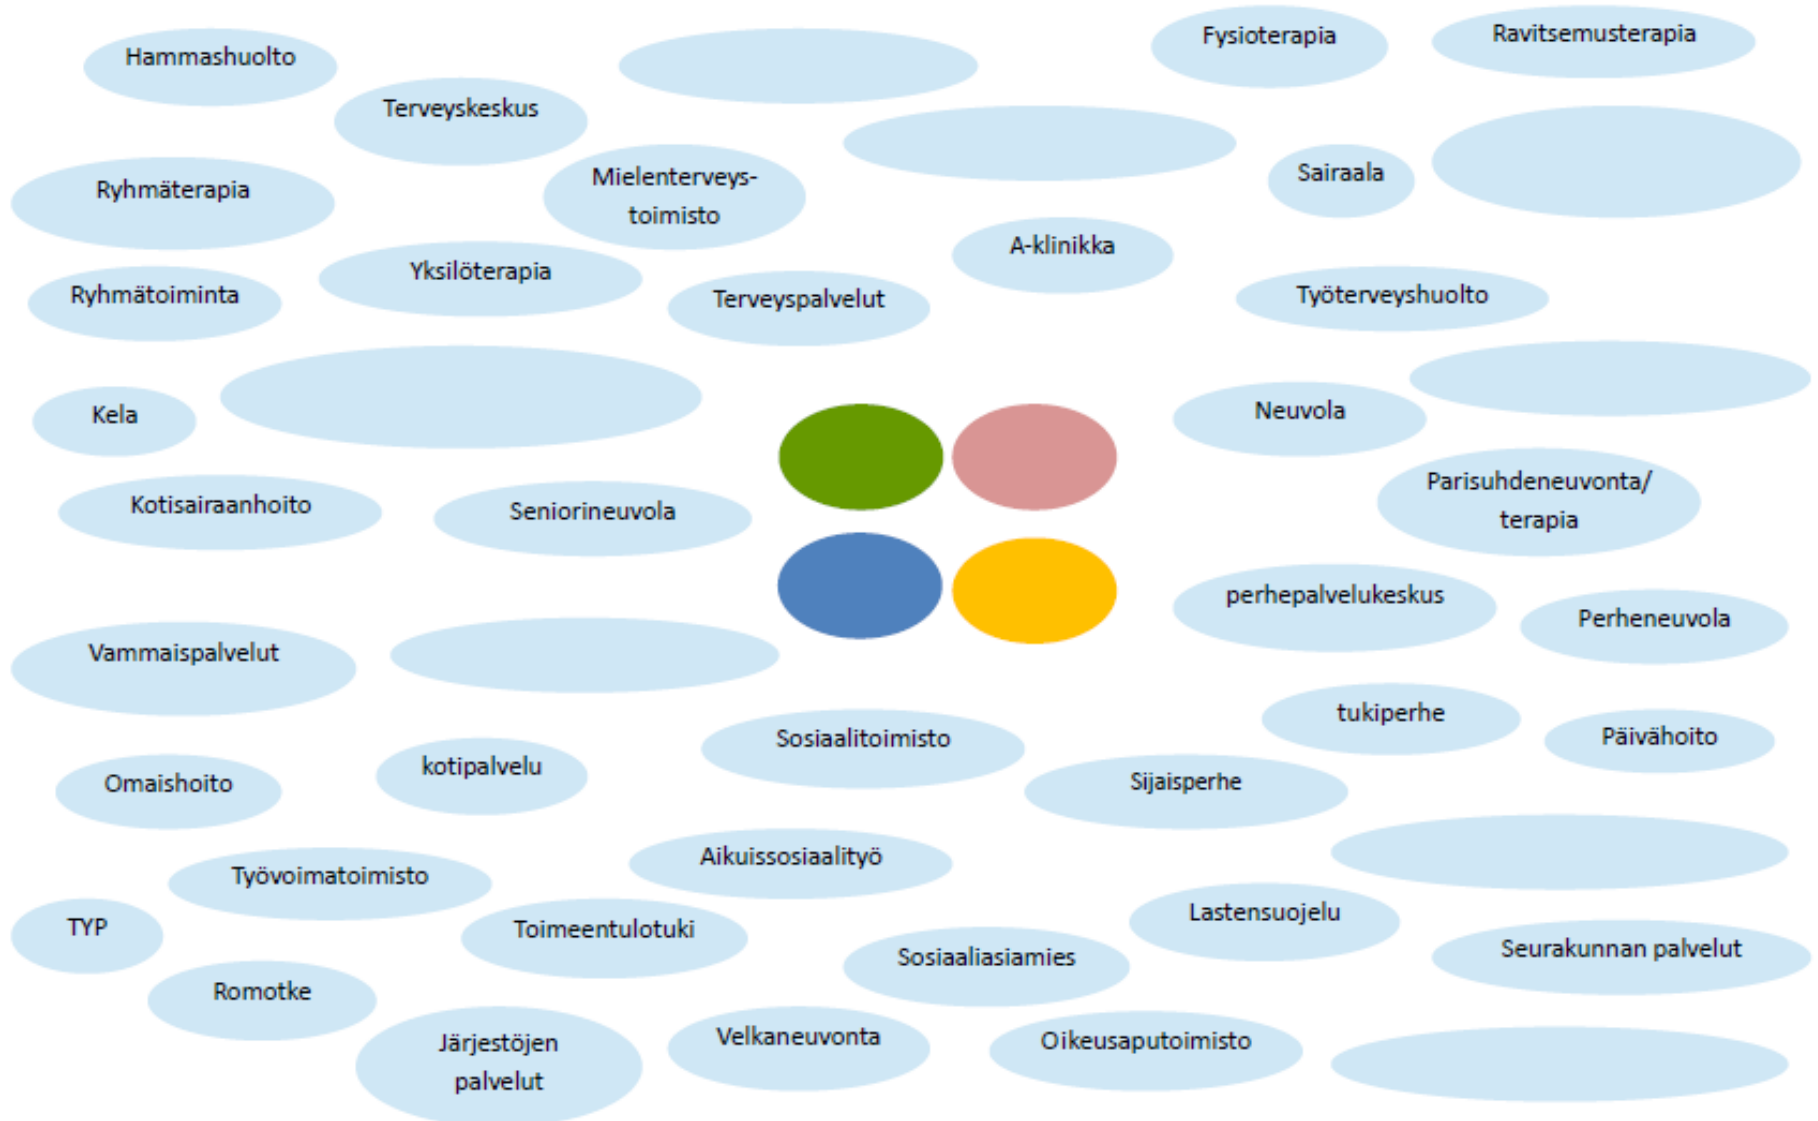 Hammashuolto
Fysioterapia
Ravitsemusterapia
Terveyskeskus
Ryhmäterapia
Mielenterveys-
toimisto
Sairaala
A-klinikka
Ryhmätoiminta
Yksilöterapia
Terveyspalvelut
Työterveyshuolto
Kela
Neuvola
Kotisairaanhoito
Seniorineuvola
Parisuhdeneuvonta/
terapia
perhepalvelukeskus
Perheneuvola
Vammaispalvelut
tukiperhe
Päivähoito
Omaishoito
kotipalvelu
Sosiaalitoimisto
Sijaisperhe
Työvoimatoimisto
Aikuissosiaalityö
TYP
Toimeentulotuki
Lastensuojelu
Sosiaaliasiamies
Seurakunnan palvelut
Romotke
Järjestöjen
palvelut
Velkaneuvonta
Oikeusaputoimisto